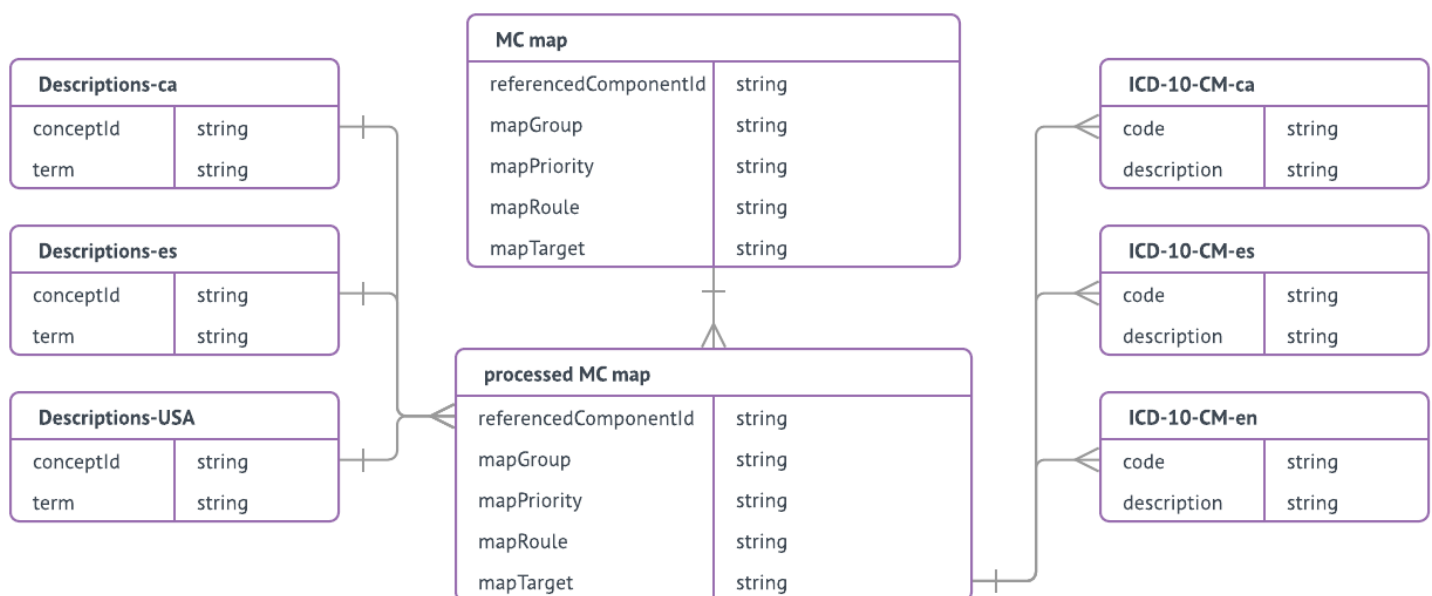 MC map
referencedComponentId string
mapGroup string
mapPriority string
mapRoule string
mapTarget string
Descriptions-ca
conceptId string
term string
Descriptions-es
conceptId string
term string
Descriptions-USA
conceptId string
term string
processed MC map
referencedComponentId string
mapGroup string
mapPriority string
mapRoule string
mapTarget string
ICD-10-CM-ca
code string
description string
ICD-10-CM-es
code string
description string
ICD-10-CM-en
code string
description string